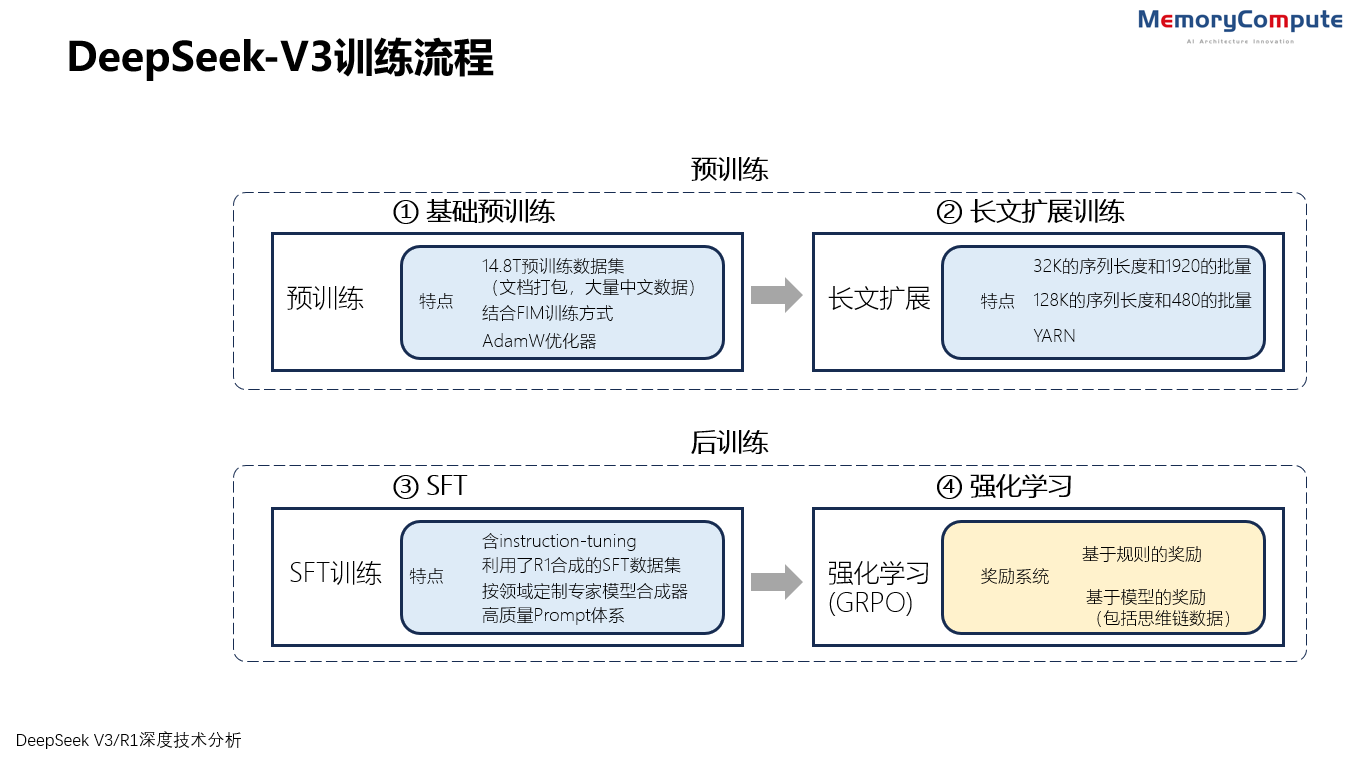 MemoryCompute
AI Architecture Innovation
DeepSeek-V3训练流程
预训练
① 基础预训练
② 长文扩展训练
预训练
特点
14.8T预训练数据集
（文档打包，大量中文数据）
结合FIM训练方式
AdamW优化器
长文扩展
特点
32K的序列长度和1920的批量
128K的序列长度和480的批量
YARN
后训练
③ SFT
④ 强化学习
SFT训练
特点
含instruction-tuning
利用了R1合成的SFT数据集
按领域定制专家模型合成器
高质量Prompt体系
强化学习
(GRPO)
奖励系统
基于规则的奖励
基于模型的奖励
（包括思维链数据）
DeepSeek V3/R1深度技术分析